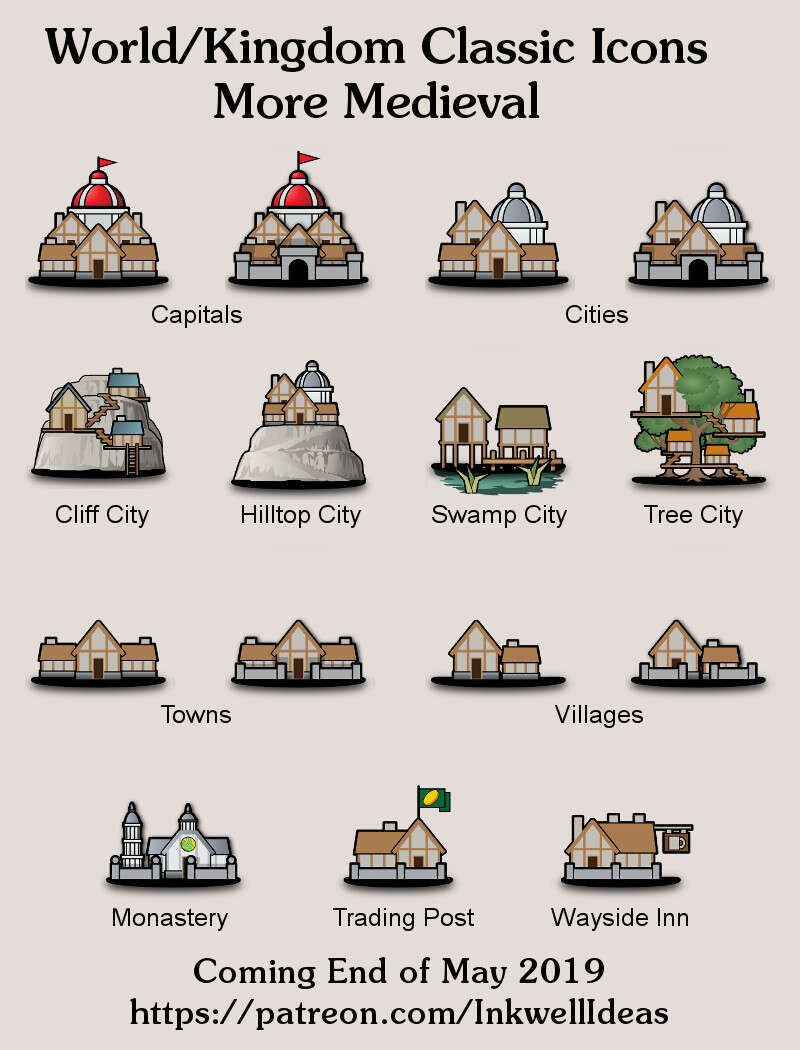 World/Kingdom Classic Icons
More Medieval
Capitals
Cities
Cliff City
Hilltop City
Swamp City
Tree City
Towns
Villages
Monastery
Trading Post
Wayside Inn
Coming End of May 2019
https://patreon.com/InkwellIdeas